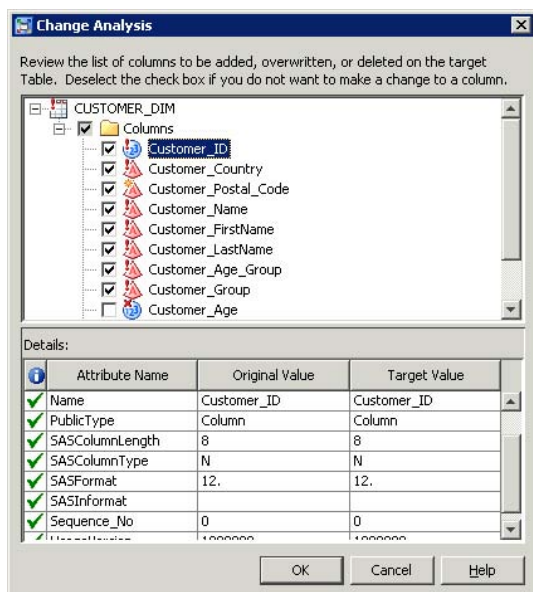 Change Analysis
Review the list of columns to be added, overwritten, or deleted on the target
Table. Deselect the check box if you do not want to make a change to a column.
CUSTOMER_DIM
Columns
Customer_ID
Customer_Country
Customer_Postal_Code
Customer_Name
Customer_FirstName
Customer_LastName
Customer_Age_Group
Customer_Group
Customer_Age
Details:
Attribute Name Original Value Target Value
Name Customer_ID Customer_ID
PublicType Column Column
SASColumnLength 8 8
SASColumnType N N
SASFormat 12. 12.
SASInformat
Sequence_No 0 0
OK Cancel Help